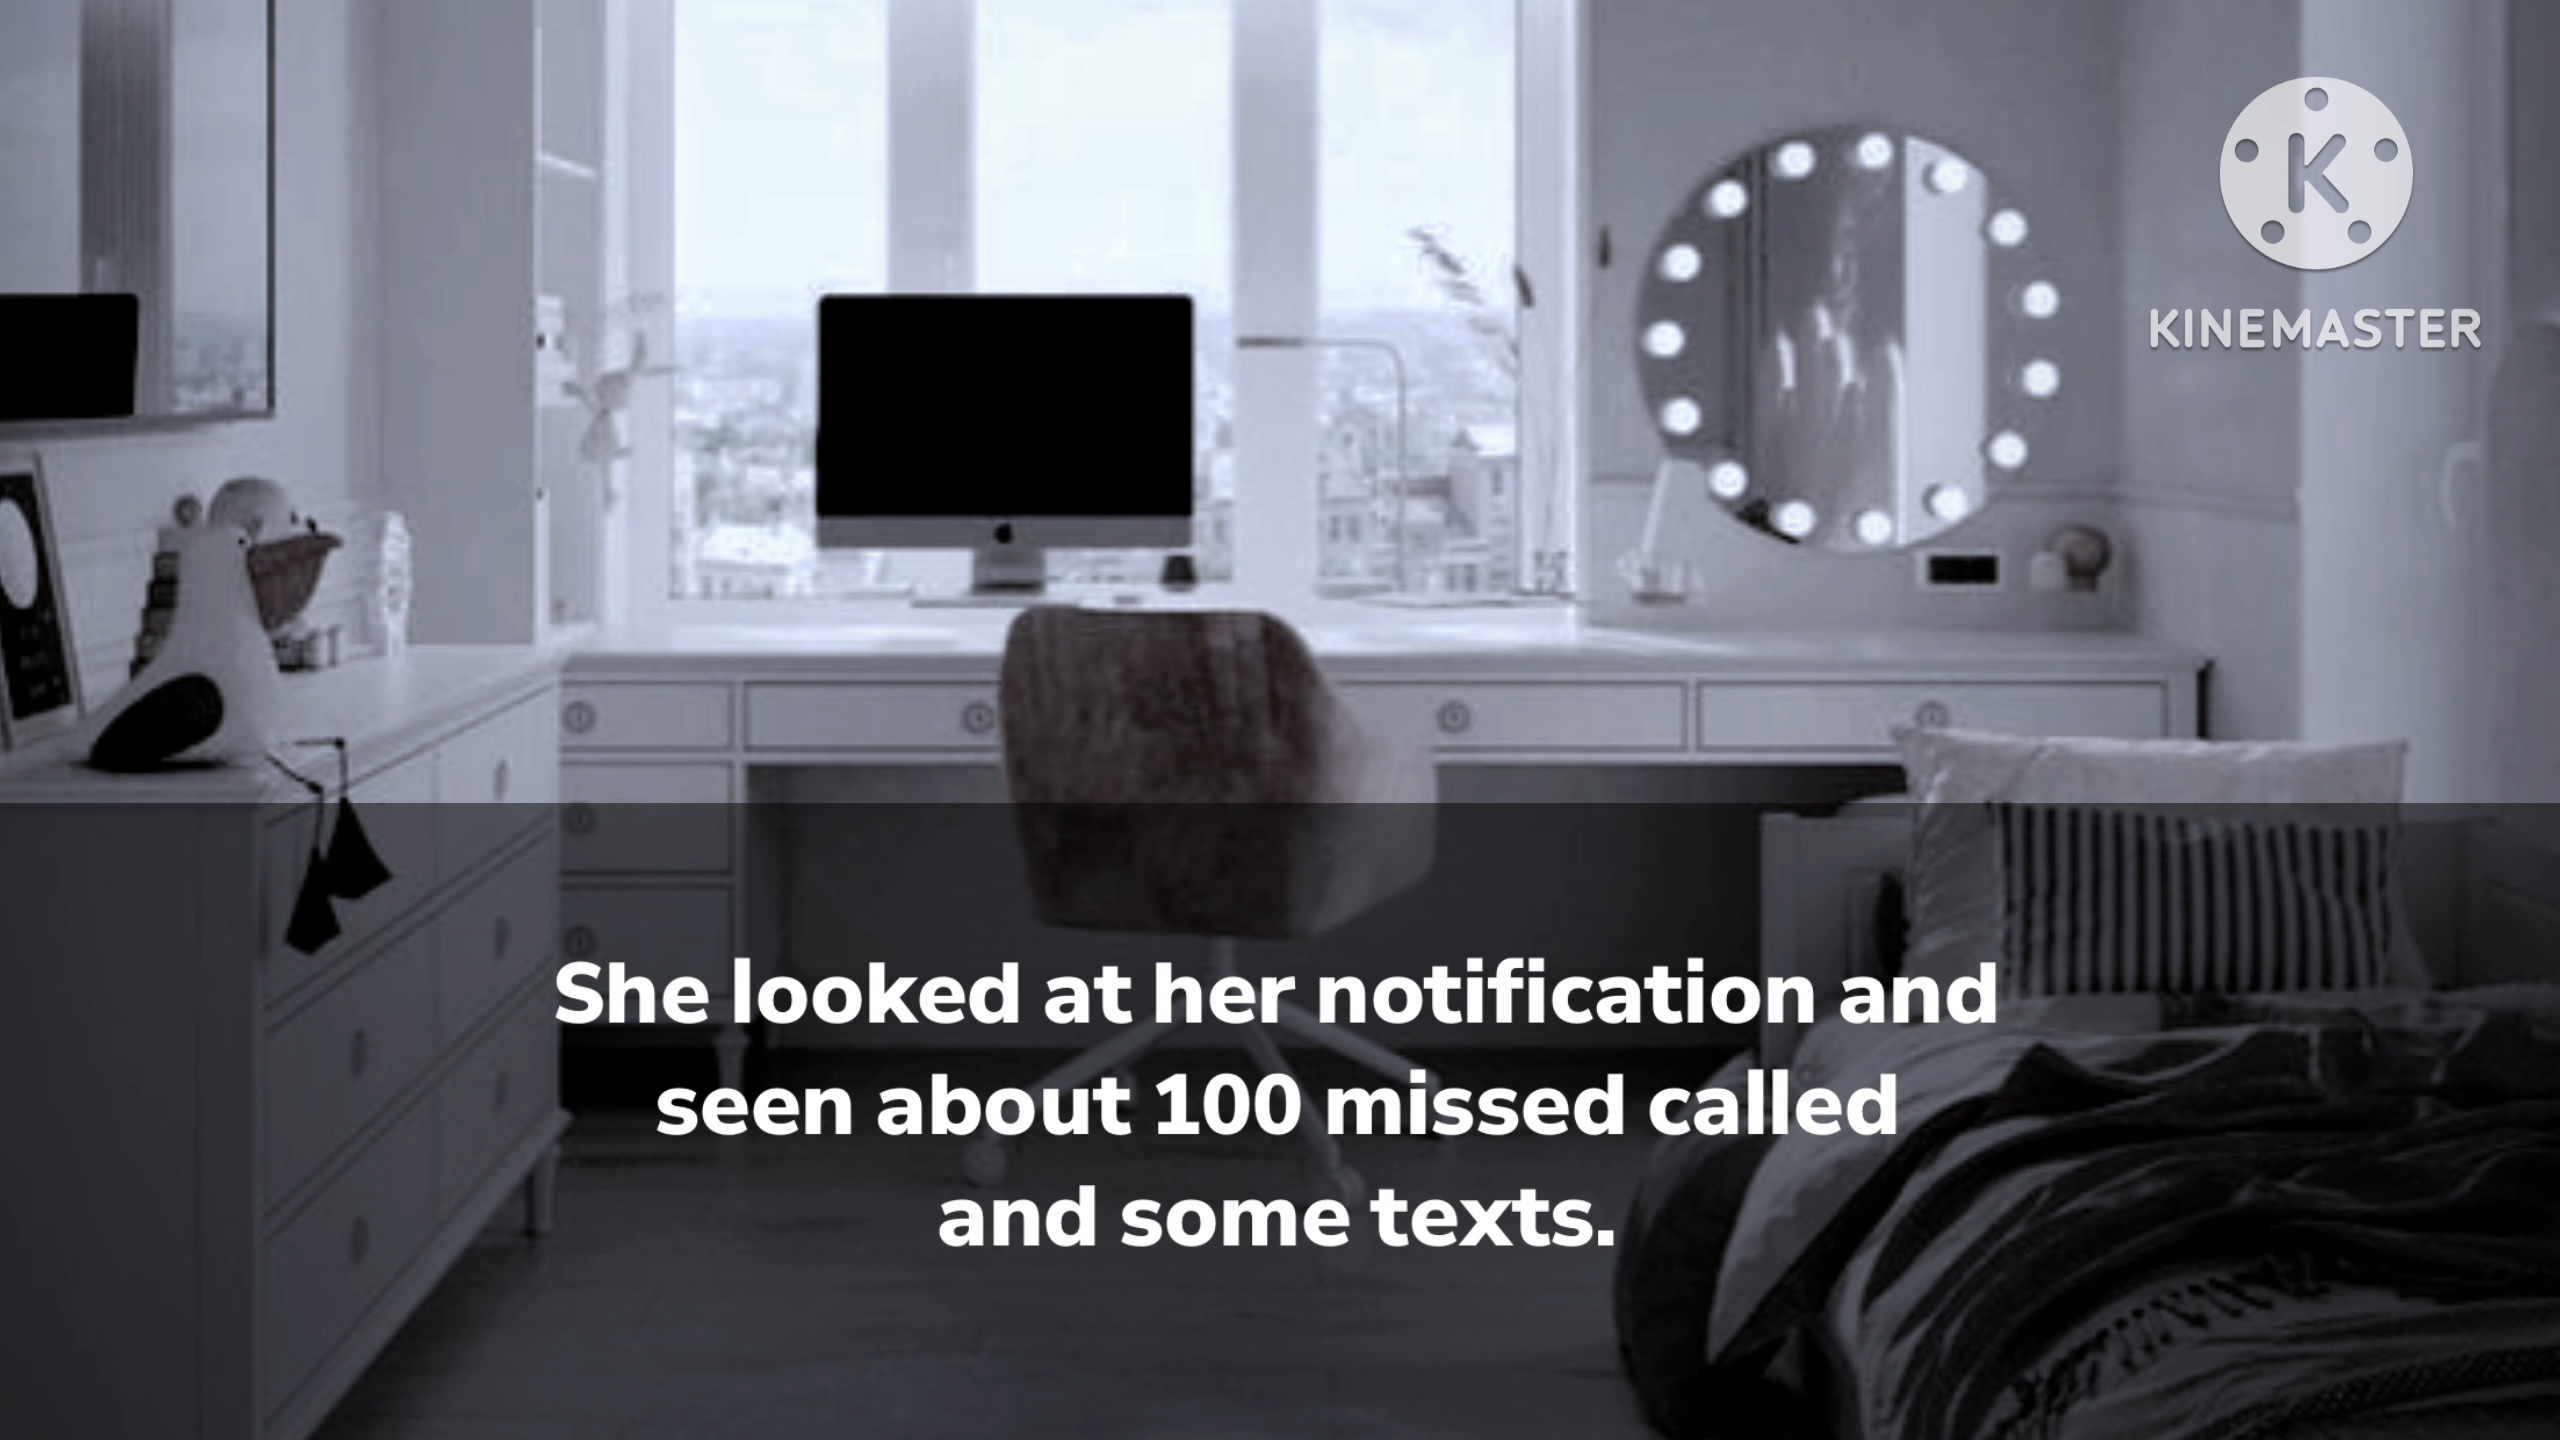 KINEMASTER
She looked at her notification and
seen about 100 missed called
and some texts.